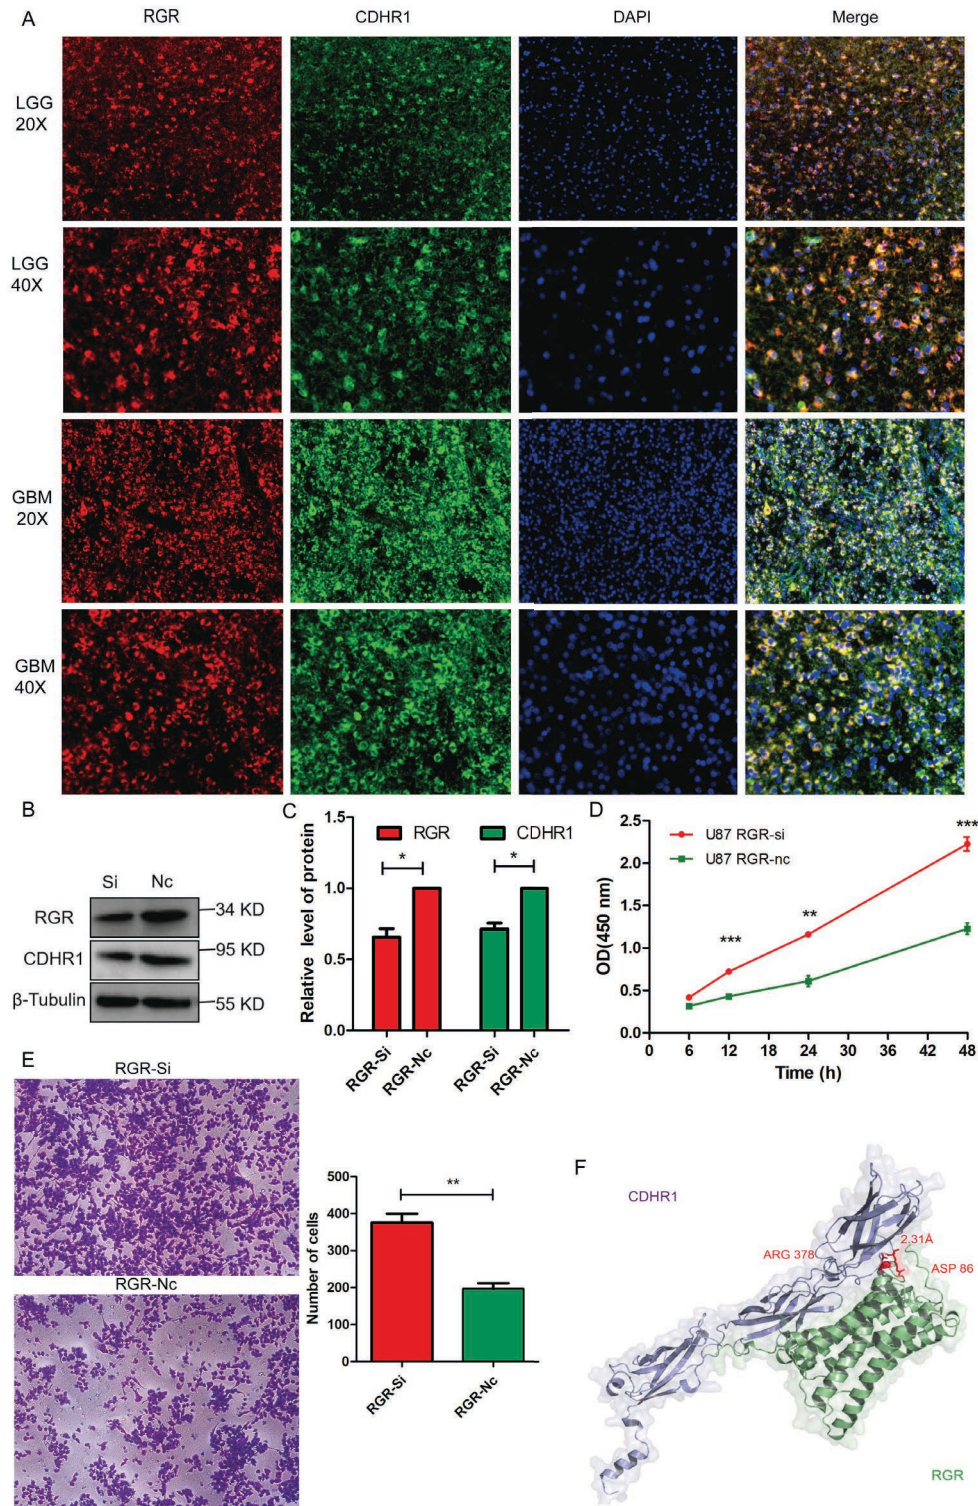 A
RGR
CDHR1
DAPI
Merge
LGG
20X
LGG
40X
GBM
20X
GBM
40X
B
Si
Nc
RGR
34 KD
CDHR1
95 KD
β-Tubulin
55 KD
C
Relative level of protein
1.5
1.0
0.5
0.0
RGR
CDHR1
*
*
RGR-Si
RGR-Nc
RGR-Si
RGR-Nc
D
OD(450 nm)
2.5
2.0
1.5
1.0
0.5
0.0
U87 RGR-si
U87 RGR-nc
***
**
***
0 6 12 18 24 30 36 42 48
Time (h)
E
RGR-Si
RGR-Nc
Number of cells
500
400
300
200
100
0
**
RGR-Si
RGR-Nc
F
CDHR1
2.31Å
ARG 378
ASP 86
RGR